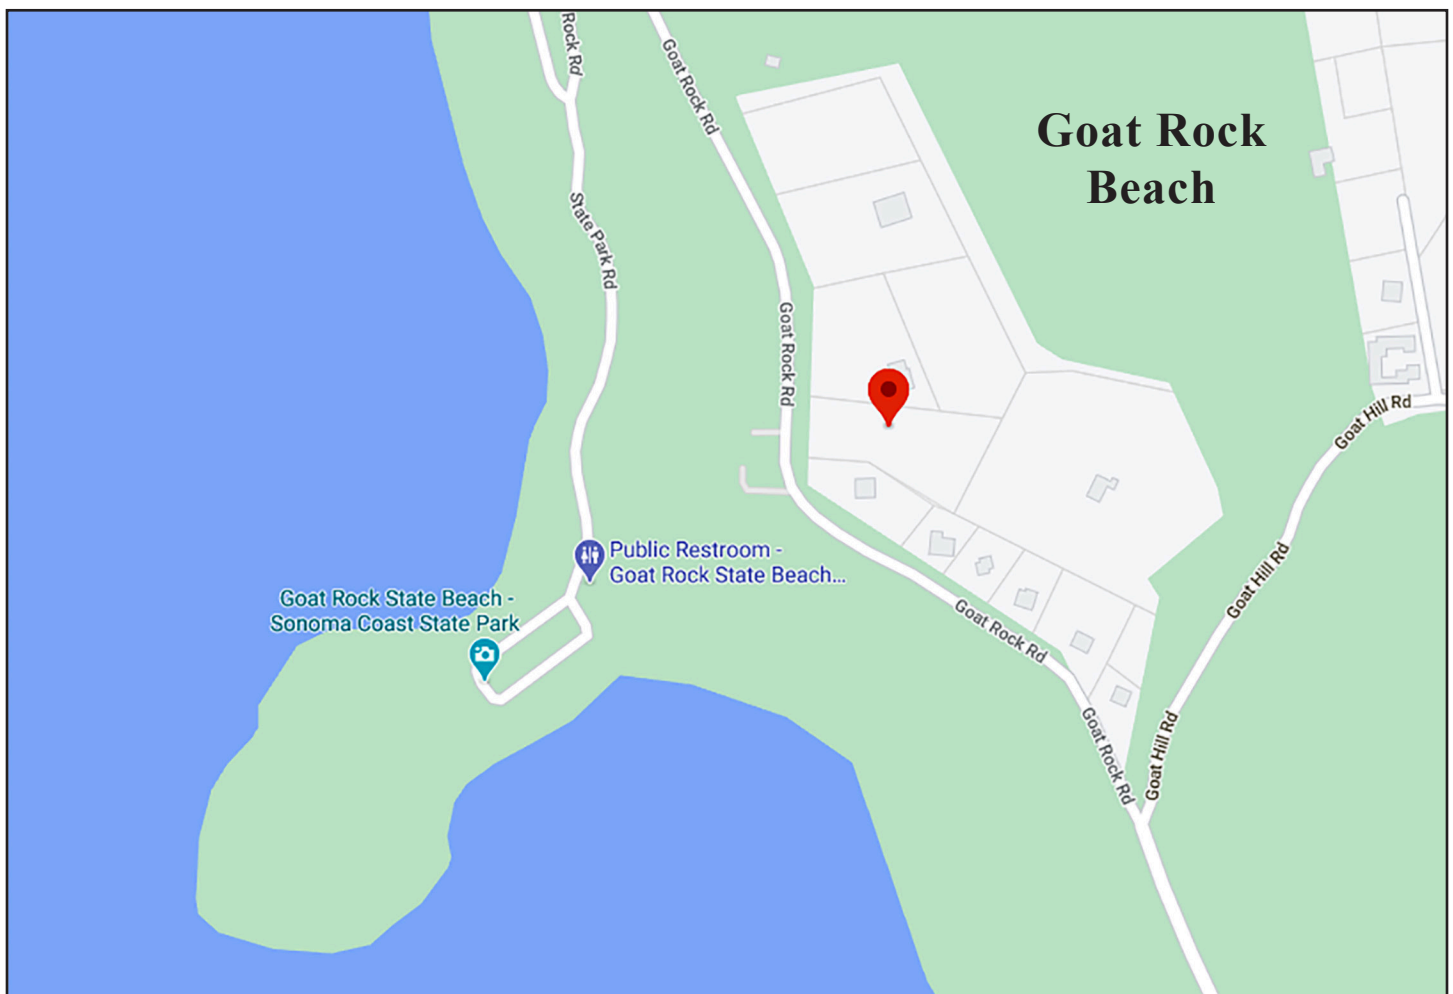 Rock Rd
Goat Rock Rd
Goat Rock
Beach
State Park Rd
Goat Rock Rd
Goat Hill Rd
Public Restroom -
Goat Rock State Beach...
Goat Hill Rd
Goat Rock State Beach -
Sonoma Coast State Park
Goat Rock Rd
Goat Rock Rd
Goat Hill Rd